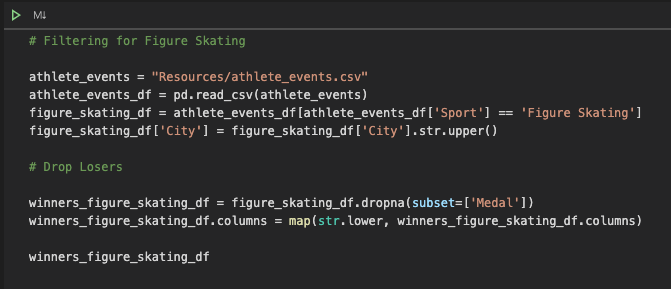 M↓
# Filtering for Figure Skating
athlete_events = "Resources/athlete_events.csv"
athlete_events_df = pd.read_csv(athlete_events)
figure_skating_df = athlete_events_df[athlete_events_df['Sport'] == 'Figure Skating']
figure_skating_df['City'] = figure_skating_df['City'].str.upper()
# Drop Losers
winners_figure_skating_df = figure_skating_df.dropna(subset=['Medal'])
winners_figure_skating_df.columns = map(str.lower, winners_figure_skating_df.columns)
winners_figure_skating_df